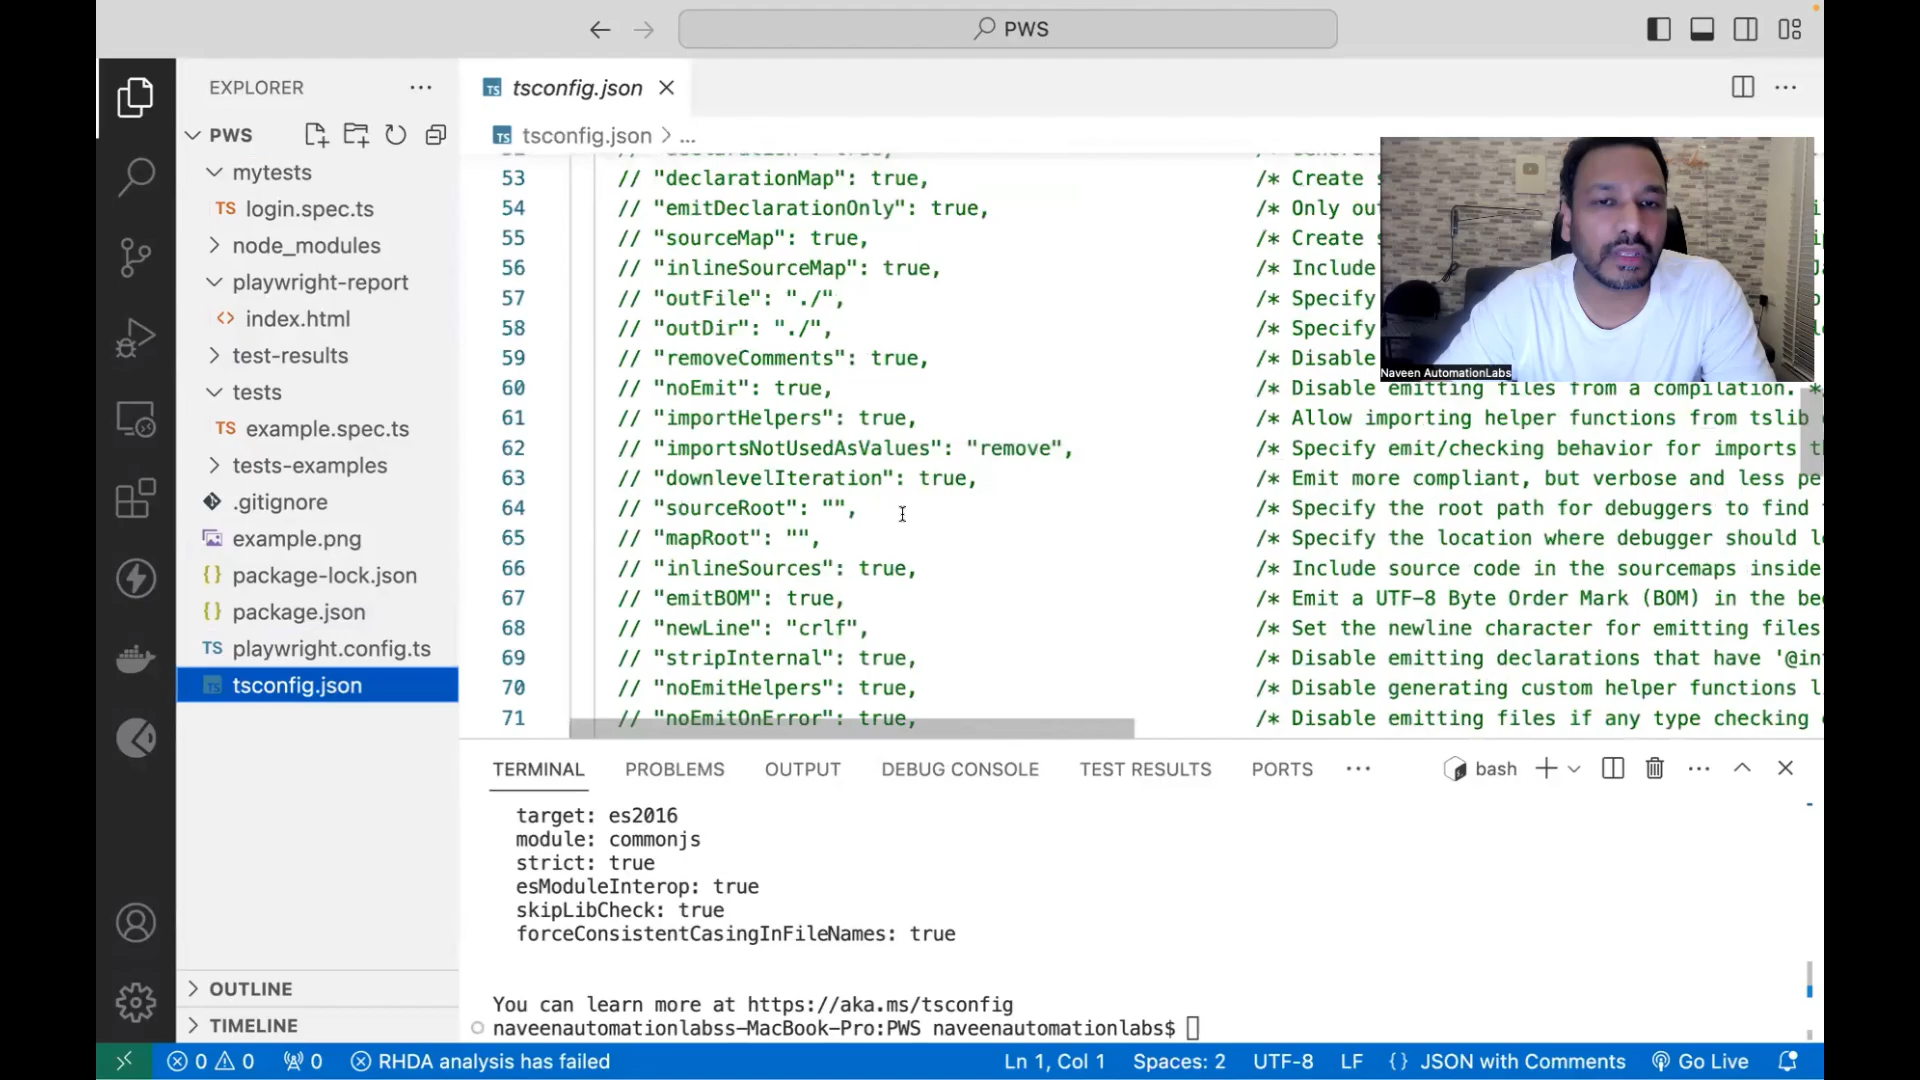 PWS
EXPLORER
PWS
mytests
TS login.spec.ts
node_modules
playwright-report
<> index.html
test-results
tests
TS example.spec.ts
tests-examples
.gitignore
example.png
{} package-lock.json
{} package.json
TS playwright.config.ts
TS tsconfig.json
OUTLINE
TIMELINE
TS tsconfig.json
TS tsconfig.json > ...
53 // "declarationMap": true, /* Create
54 // "emitDeclarationOnly": true, /* Only
55 // "sourceMap": true, /* Create
56 // "inlineSourceMap": true, /* Include
57 // "outFile": "./", /* Specify
58 // "outDir": "./", /* Specify
59 // "removeComments": true, /* Disable
60 // "noEmit": true, /* Disable emitting files from a compilation.
61 // "importHelpers": true, /* Allow importing helper functions from tslib
62 // "importsNotUsedAsValues": "remove", /* Specify emit/checking behavior for imports
63 // "downlevelIteration": true, /* Emit more compliant, but verbose and less
64 // "sourceRoot": "", /* Specify the root path for debuggers to find
65 // "mapRoot": "", /* Specify the location where debugger should
66 // "inlineSources": true, /* Include source code in the sourcemaps inside
67 // "emitBOM": true, /* Emit a UTF-8 Byte Order Mark (BOM) in the
68 // "newLine": "crlf", /* Set the newline character for emitting files
69 // "stripInternal": true, /* Disable emitting declarations that have
70 // "noEmitHelpers": true, /* Disable generating custom helper functions
71 // "noEmitOnError": true, /* Disable emitting files if any type checking
Naveen AutomationLabs
TERMINAL PROBLEMS OUTPUT DEBUG CONSOLE TEST RESULTS PORTS ... bash
target: es2016
module: commonjs
strict: true
esModuleInterop: true
skipLibCheck: true
forceConsistentCasingInFileNames: true
You can learn more at https://aka.ms/tsconfig
naveenautomationlabss-MacBook-Pro:PWS naveenautomationlabs$
0 0 0 RHDA analysis has failed Ln 1, Col 1 Spaces: 2 UTF-8 LF {} JSON with Comments Go Live